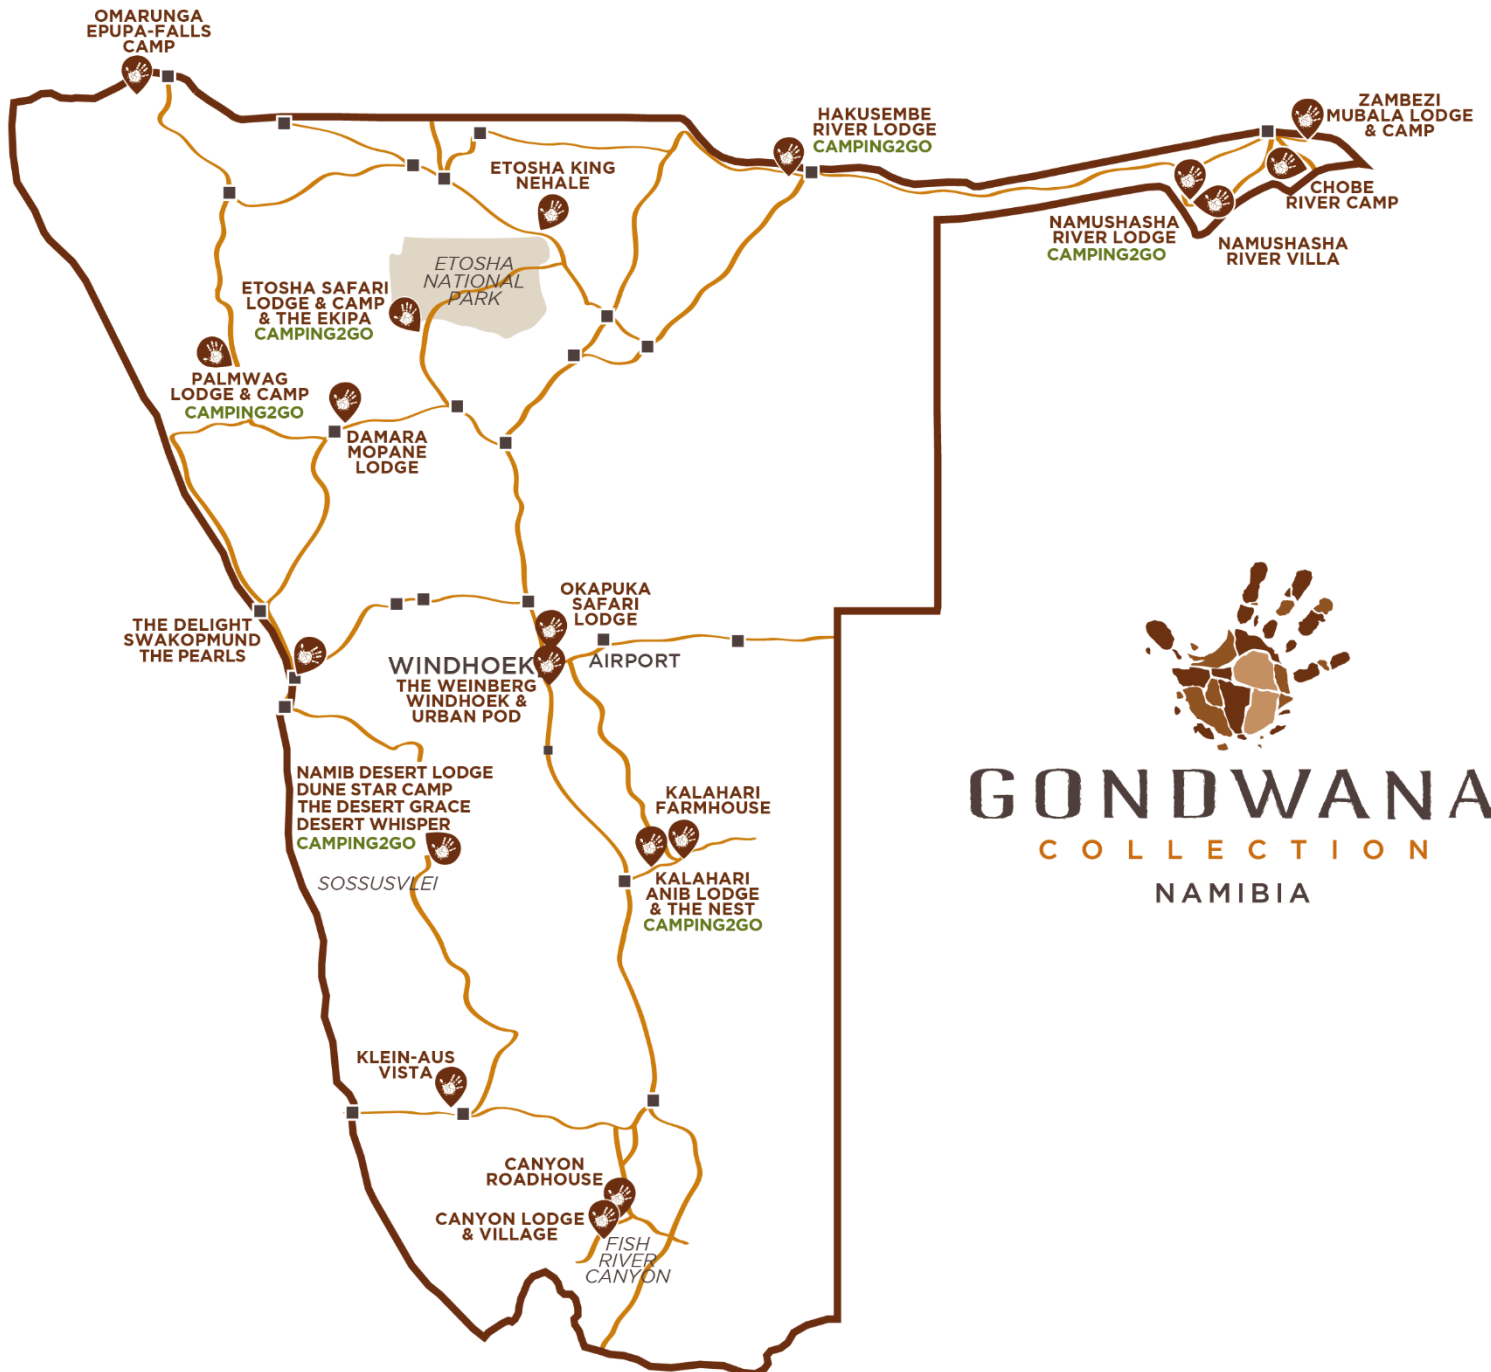 OMARUNGA
EPUPA-FALLS
CAMP
HAKUSEMBE
RIVER LODGE
CAMPING2GO
ZAMBEZI
MUBALA LODGE
& CAMP
ETOSHA KING
NEHALE
CHOBE
RIVER CAMP
NAMUSHASHA
RIVER LODGE
CAMPING2GO
NAMUSHASHA
RIVER VILLA
ETOSHA
NATIONAL
PARK
ETOSHA SAFARI
LODGE & CAMP
& THE EKIPA
CAMPING2GO
PALMWAG
LODGE & CAMP
CAMPING2GO
DAMARA
MOPANE
LODGE
OKAPUKA
SAFARI
LODGE
THE DELIGHT
SWAKOPMUND
THE PEARLS
WINDHOEK
AIRPORT
THE WEINBERG
WINDHOEK &
URBAN POD
NAMIB DESERT LODGE
DUNE STAR CAMP
THE DESERT GRACE
DESERT WHISPER
CAMPING2GO
SOSSUSVLEI
KALAHARI
FARMHOUSE
KALAHARI
ANIB LODGE
& THE NEST
CAMPING2GO
GONDWANA
COLLECTION
NAMIBIA
KLEIN-AUS
VISTA
CANYON
ROADHOUSE
CANYON LODGE
& VILLAGE
FISH
RIVER
CANYON